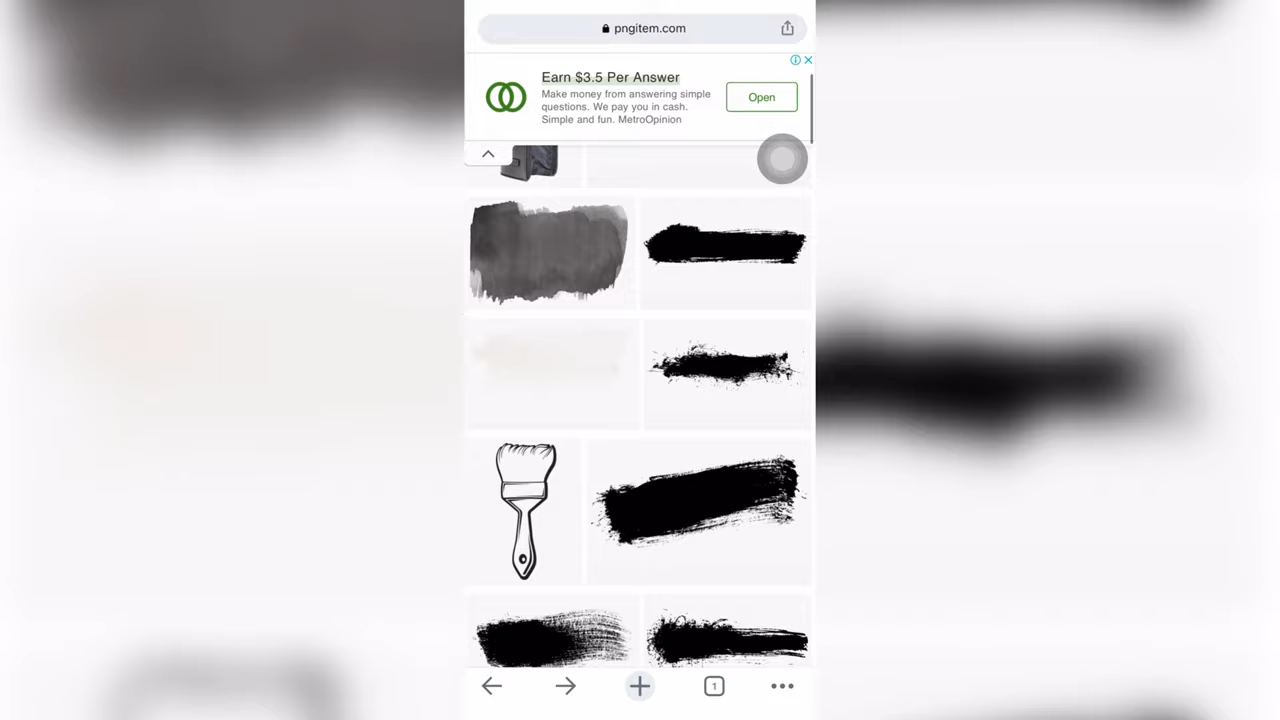 pngitem.com
Earn $3.5 Per Answer
Make money from answering simple
questions. We pay you in cash.
Simple and fun. MetroOpinion
Open
1